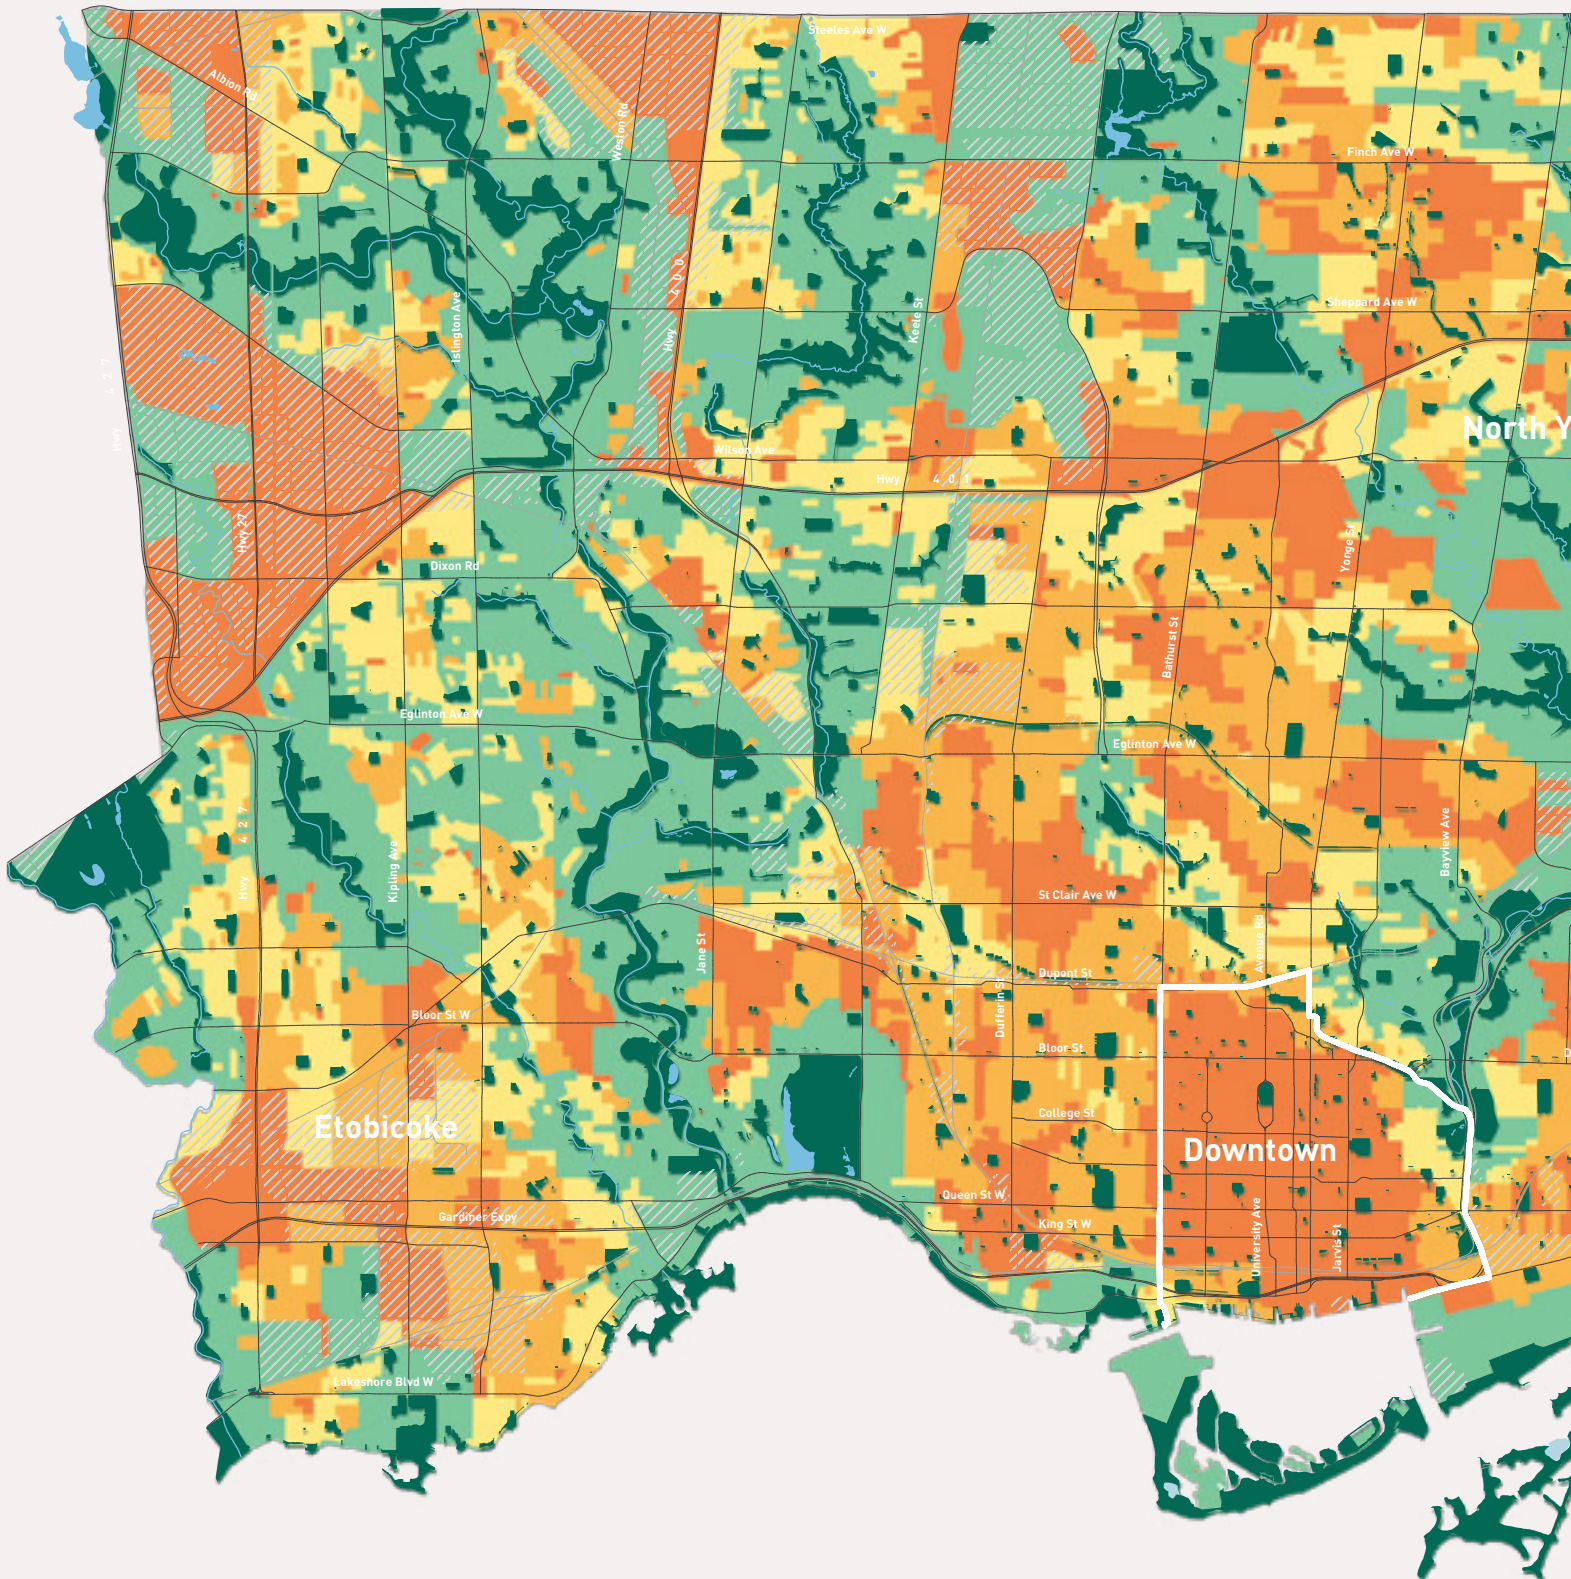 Steeles Ave W
Albion Rd
Weston Rd
Finch Ave W
Hwy 400
Sheppard Ave W
Islington Ave
Keele St
Hwy 427
North Y
Wilson Ave
Hwy 401
Hwy 27
Yonge St
Dixon Rd
Bathurst St
Eglinton Ave W
Eglinton Ave W
Hwy 427
Kipling Ave
Bayview Ave
St Clair Ave W
Jane St
Avenue Rd
Dupont St
Dufferin St
Bloor St W
Bloor St
D
College St
Etobicoke
Downtown
Queen St W
Gardiner Expy
King St W
University Ave
Jarvis St
Lakeshore Blvd W